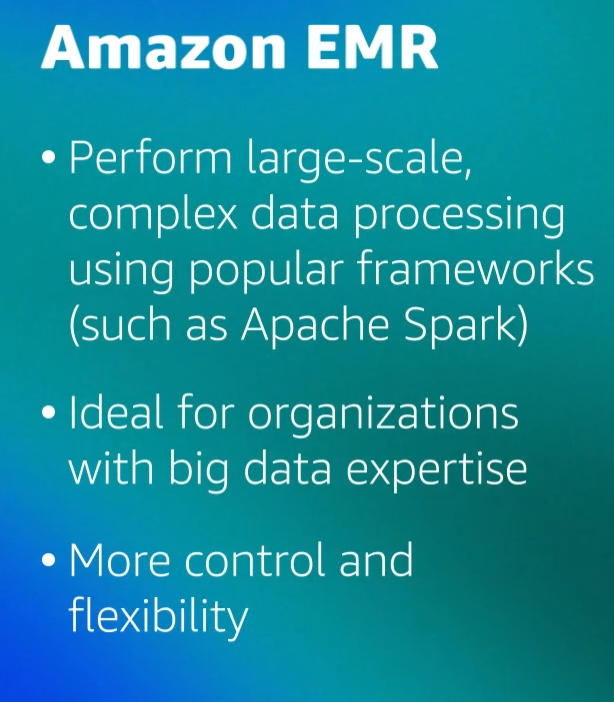 Amazon EMR
• Perform large-scale,
complex data processing
using popular frameworks
(such as Apache Spark)
• Ideal for organizations
with big data expertise
• More control and
flexibility